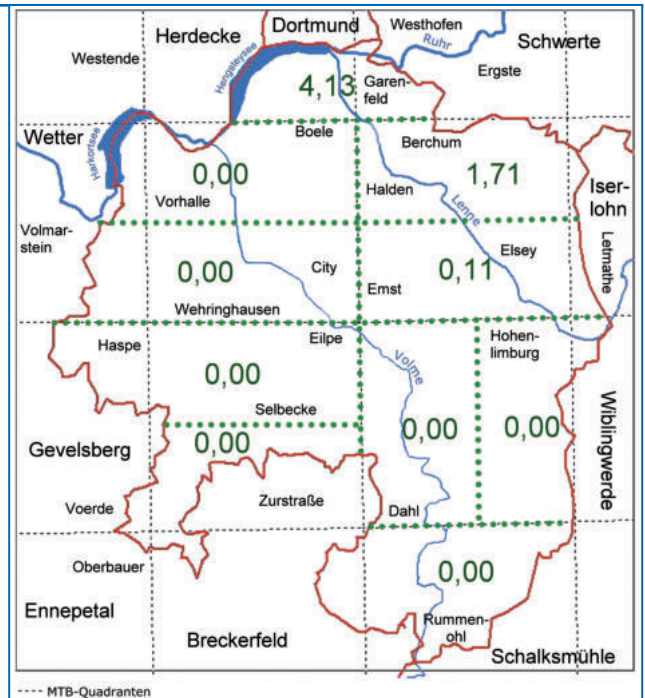 Herdecke
Dortmund
Westhofen
Schwerte
Westende
Hengsteysee
Ruhr
Ergste
4,13
Garen-
feld
Wetter
Harkortsee
Boele
Berchum
0,00
1,71
Iser-
lohn
Vorhalle
Halden
Lenne
Volmar-
stein
Letmathe
0,00
City
Elsey
Emst
0,11
Wehringhausen
Haspe
Eilpe
Hohen-
limburg
Volme
0,00
Selbecke
Wiblingwerde
Gevelsberg
0,00
0,00
0,00
Voerde
Zurstraße
Dahl
Oberbauer
0,00
Ennepetal
Breckerfeld
Rummen-
ohl
Schalksmühle
---- MTB-Quadranten